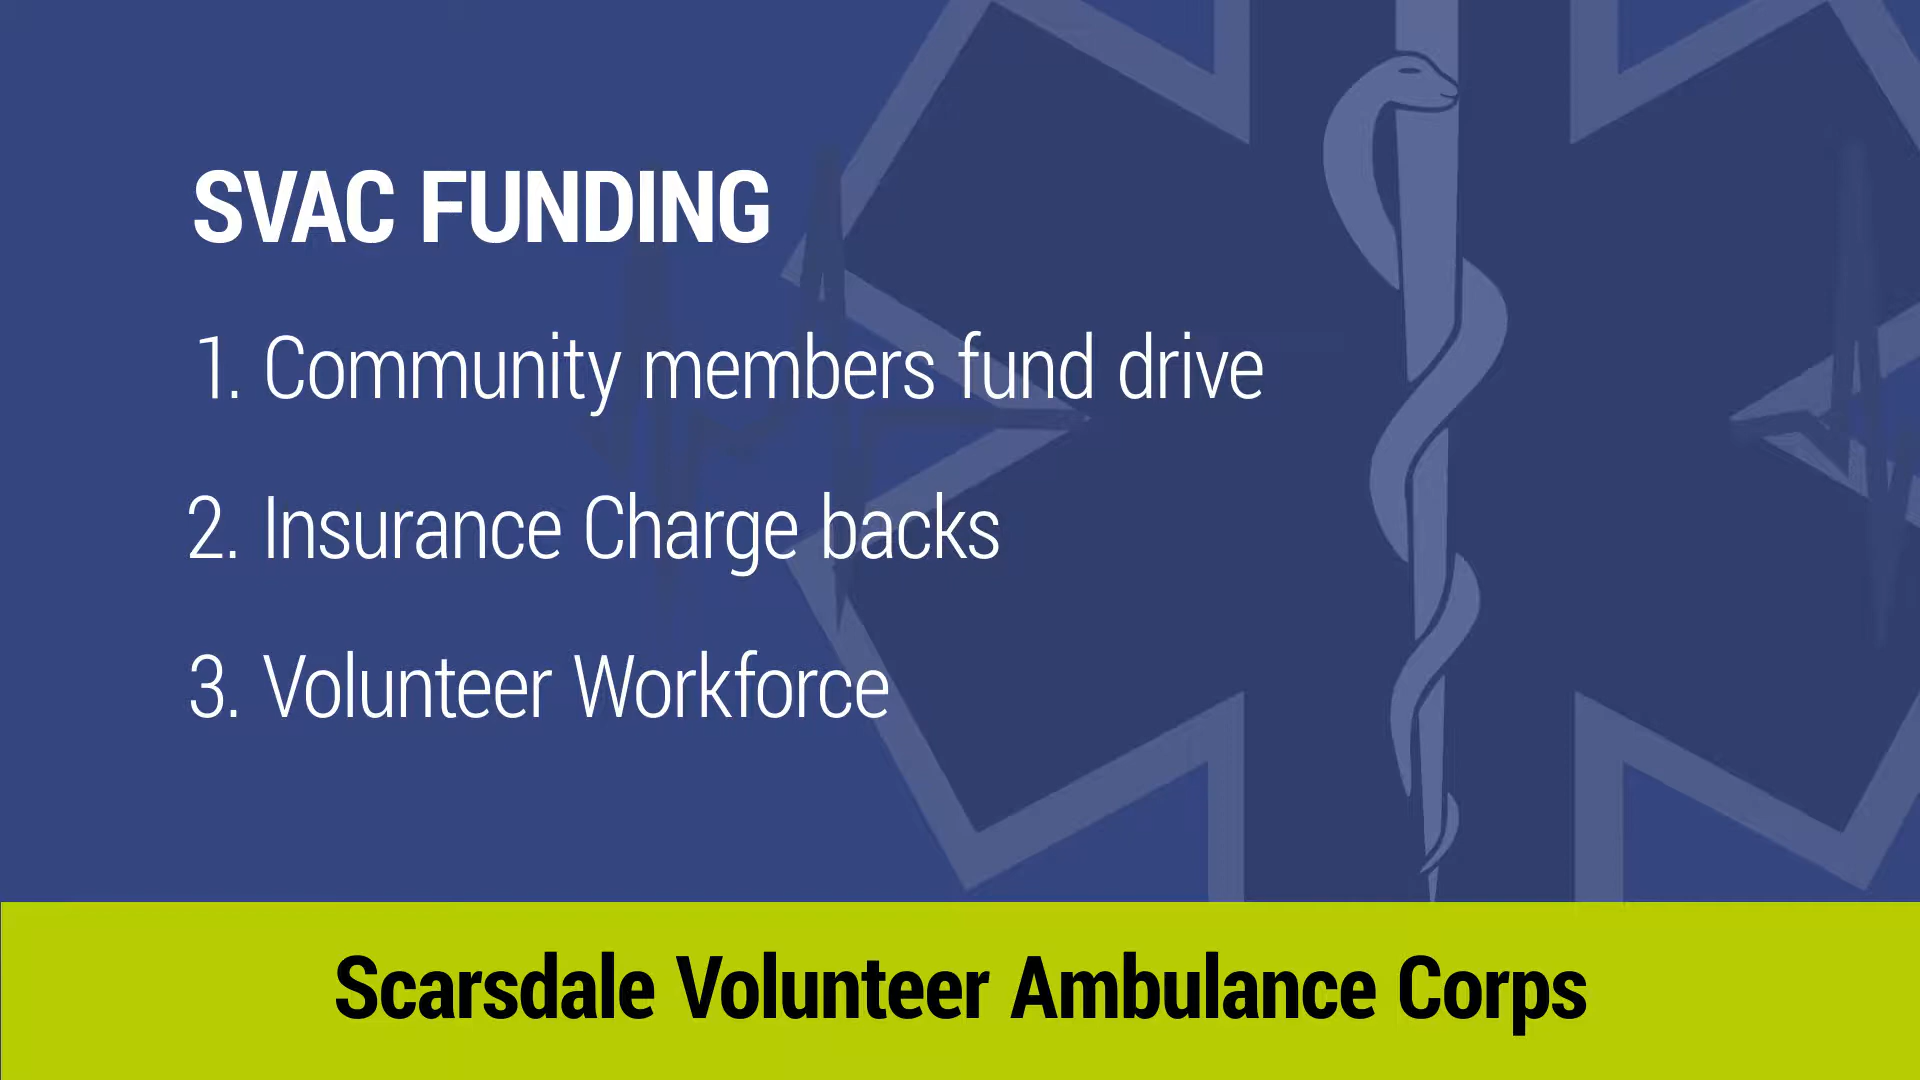 SVAC FUNDING
1. Community members fund drive
2. Insurance Charge backs
3. Volunteer Workforce
Scarsdale Volunteer Ambulance Corps